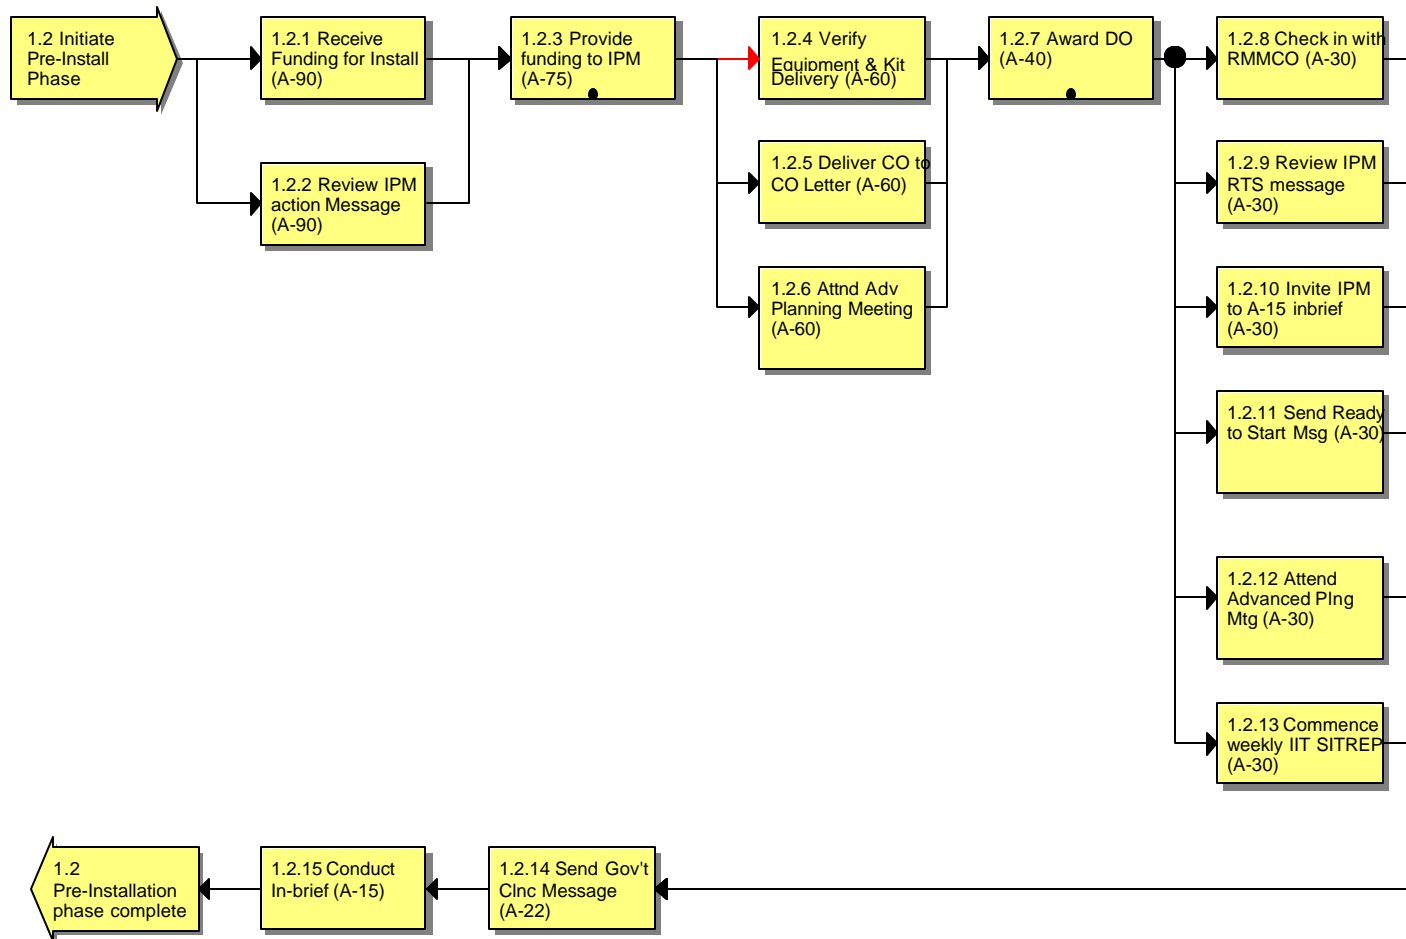 1.2 Initiate
Pre-Install
Phase
1.2.1 Receive
Funding for Install
(A-90)
1.2.2 Review IPM
action Message
(A-90)
1.2.3 Provide
funding to IPM
(A-75)
1.2.4 Verify
Equipment & Kit
Delivery (A-60)
1.2.5 Deliver CO to
CO Letter (A-60)
1.2.6 Attnd Adv
Planning Meeting
(A-60)
1.2.7 Award DO
(A-40)
1.2.8 Check in with
RMMCO (A-30)
1.2.9 Review IPM
RTS message
(A-30)
1.2.10 Invite IPM
to A-15 inbrief
(A-30)
1.2.11 Send Ready
to Start Msg (A-30)
1.2.12 Attend
Advanced Plng
Mtg (A-30)
1.2.13 Commence
weekly IIT SITREP
(A-30)
1.2
Pre-Installation
phase complete
1.2.15 Conduct
In-brief (A-15)
1.2.14 Send Gov't
Clnc Message
(A-22)